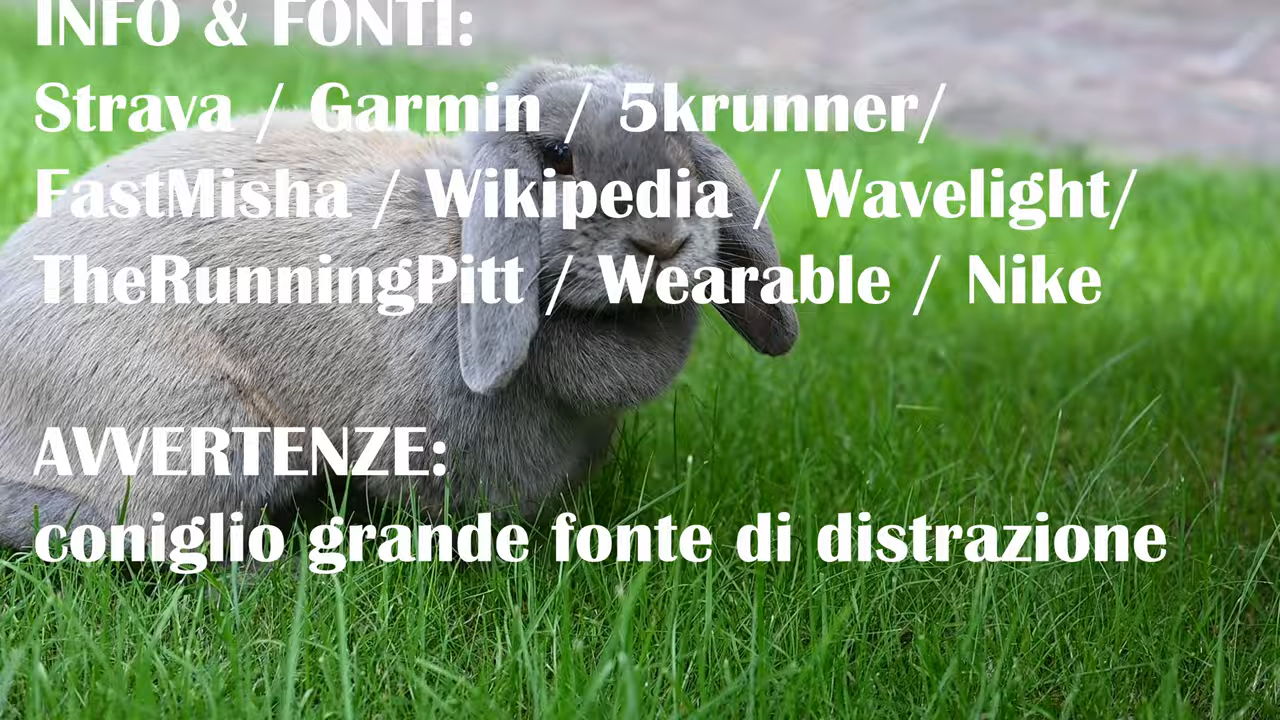 INFO & FONTI:
Strava / Garmin / 5krunner/
FastMisha / Wikipedia / Wavelight/
TheRunningPitt / Wearable / Nike
AVVERTENZE:
coniglio grande fonte di distrazione